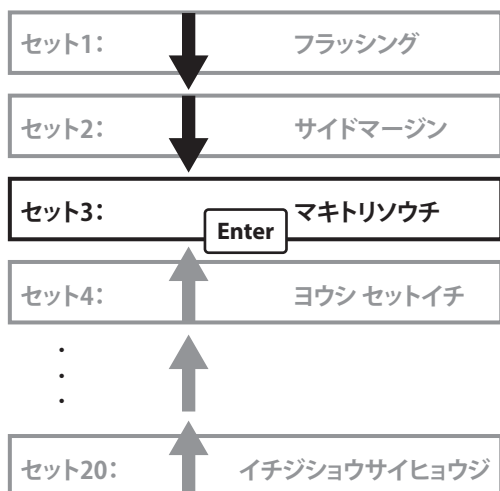 セット1： フラッシング
セット2： サイドマージン
セット3： マキトリソウチ
Enter
セット4： ヨウシ セットイチ
・
・
・
セット20： イチジショウサイヒョウジ